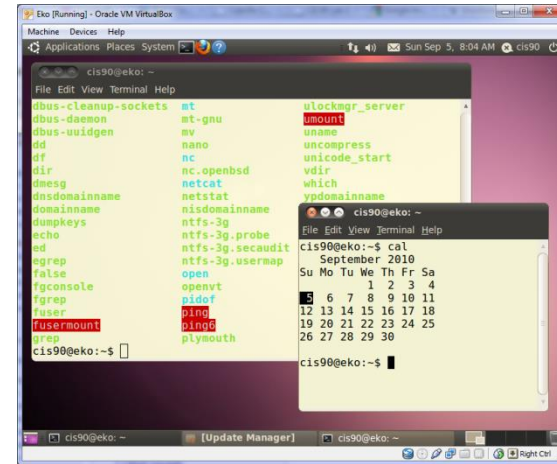 Eko [Running] - Oracle VM VirtualBox
Machine Devices Help
Applications Places System Sun Sep 5, 8:04 AM cis90
cis90@eko: ~
File Edit View Terminal Help
dbus-cleanup-sockets mt ulockmgr_server
dbus-daemon mt-gnu umount
dbus-uuidgen mv uname
dd nano uncompress
df nc unicode_start
dir nc.openbsd vdir
dmesg netcat which
dnsdomainname netstat ypdomainname
domainname nisdomainname
dumpkeys ntfs-3g
echo ntfs-3g.probe
ed ntfs-3g.secaudit
egrep ntfs-3g.usermap
false open
fgconsole openvt
fgrep pidof
fuser ping
fusermount ping6
grep plymouth
cis90@eko:~$
cis90@eko: ~
File Edit View Terminal Help
cis90@eko:~$ cal
September 2010
Su Mo Tu We Th Fr Sa
1 2 3 4
5 6 7 8 9 10 11
12 13 14 15 16 17 18
19 20 21 22 23 24 25
26 27 28 29 30
cis90@eko:~$
cis90@eko: ~ [Update Manager] cis90@eko: ~
Right Ctrl